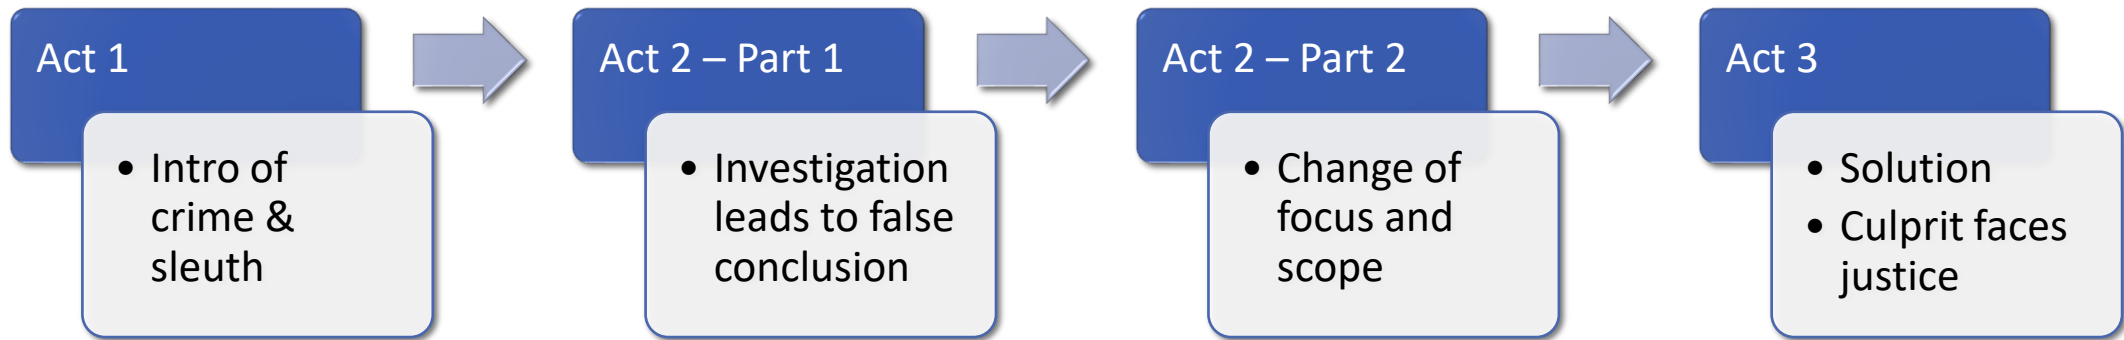 Act 1
• Intro of
crime &
sleuth
Act 2 – Part 1
• Investigation
leads to false
conclusion
Act 2 – Part 2
• Change of
focus and
scope
Act 3
• Solution
• Culprit faces
justice